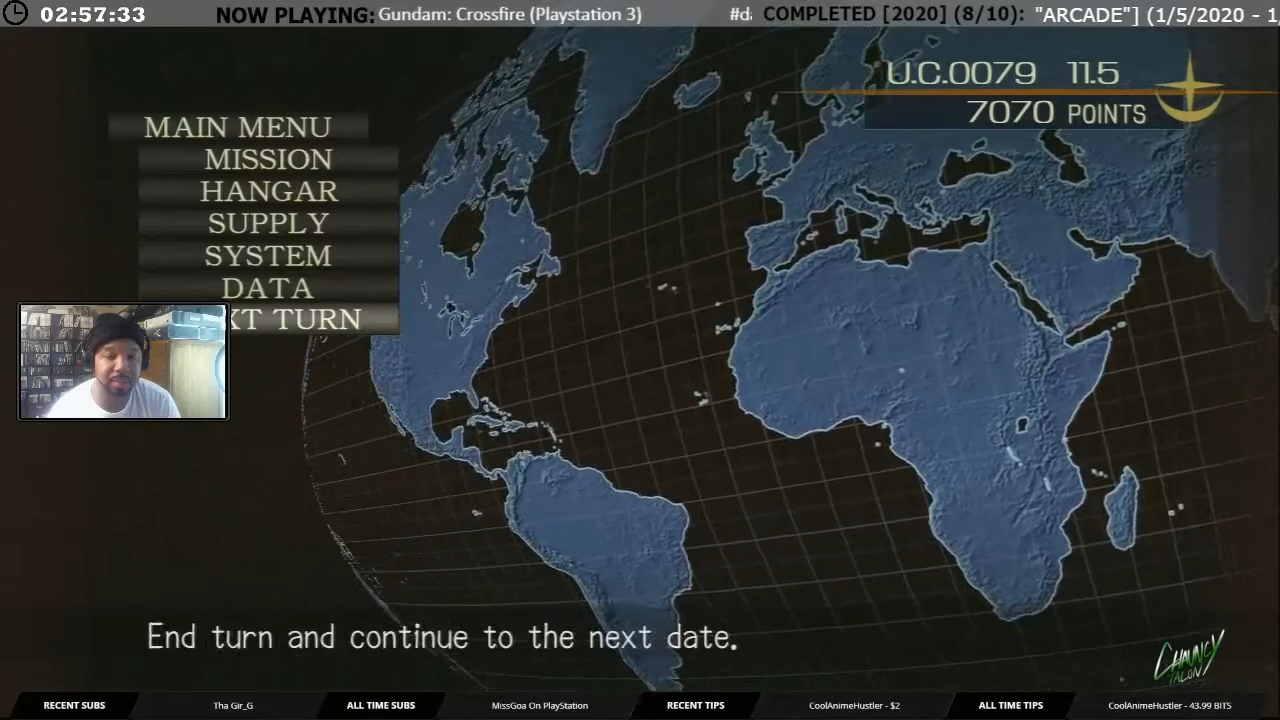 02:57:33
NOW PLAYING: Gundam: Crossfire (Playstation 3)
COMPLETED [2020] (8/10): "ARCADE"] (1/5/2020 -
U.C.0079 11.5
7070 POINTS
MAIN MENU
MISSION
HANGAR
SUPPLY
SYSTEM
DATA
XT TURN
End turn and continue to the next date.
CHAUNCY
TALON
RECENT SUBS Tha Gir_G ALL TIME SUBS MissGoa On PlayStation RECENT TIPS CoolAnimeHustler - $2 ALL TIME TIPS CoolAnimeHustler - 43.99 BITS